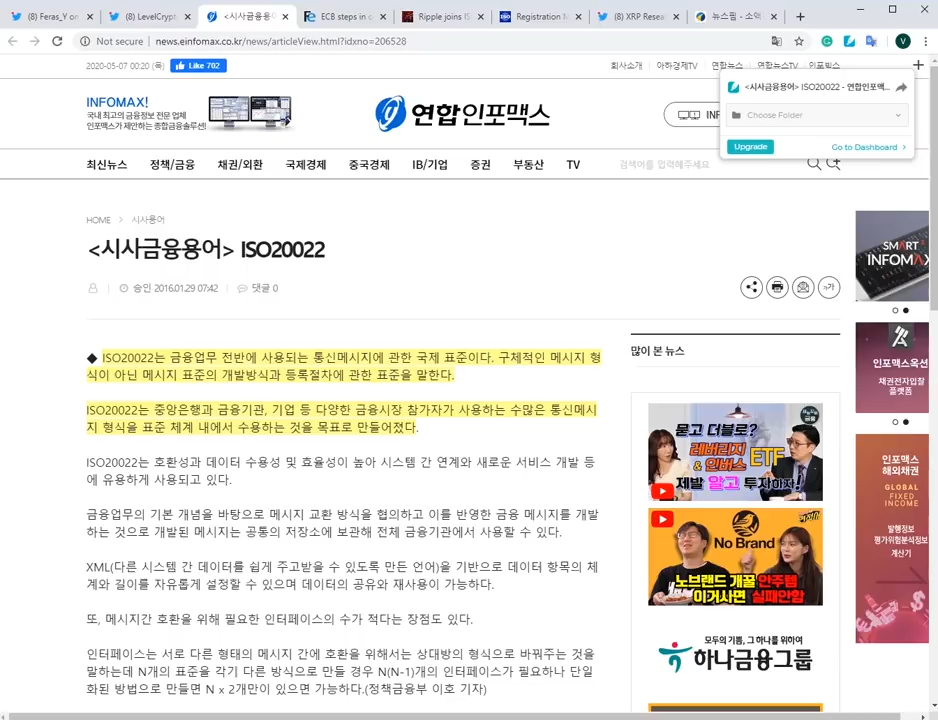 (8) Feras_Y on
(8) LevelCrypt
<시사금융용어
ECB steps in c
Ripple joins IS
Registration M
(8) XRP Resea
뉴스핌 - 소액
Not secure
news.einfomax.co.kr/news/articleView.html?idxno=206528
2020-05-07 00:20 (목)
Like 702
회사소개
아하경제TV
연합뉴스
연합뉴스TV
인포박스
<시사금융용어> ISO20022 - 연합인포맥...
Choose Folder
Upgrade
Go to Dashboard
INFOMAX!
국내 최고의 금융정보 전문 업체
인포맥스가 제안하는 종합금융솔루션!
연합인포맥스
INF
최신뉴스
정책/금융
채권/외환
국제경제
중국경제
IB/기업
증권
부동산
TV
검색어를 입력해주세요.
HOME > 시사용어
<시사금융용어> ISO20022
승인 2016.01.29 07:42
댓글 0
가
◆ ISO20022는 금융업무 전반에 사용되는 통신메시지에 관한 국제 표준이다. 구체적인 메시지 형
식이 아닌 메시지 표준의 개발방식과 등록절차에 관한 표준을 말한다.
ISO20022는 중앙은행과 금융기관, 기업 등 다양한 금융시장 참가자가 사용하는 수많은 통신메시
지 형식을 표준 체계 내에서 수용하는 것을 목표로 만들어졌다.
ISO20022는 호환성과 데이터 수용성 및 효율성이 높아 시스템 간 연계와 새로운 서비스 개발 등
에 유용하게 사용되고 있다.
금융업무의 기본 개념을 바탕으로 메시지 교환 방식을 협의하고 이를 반영한 금융 메시지를 개발
하는 것으로 개발된 메시지는 공통의 저장소에 보관해 전체 금융기관에서 사용할 수 있다.
XML(다른 시스템 간 데이터를 쉽게 주고받을 수 있도록 만든 언어)을 기반으로 데이터 항목의 체
계와 길이를 자유롭게 설정할 수 있으며 데이터의 공유와 재사용이 가능하다.
또, 메시지간 호환을 위해 필요한 인터페이스의 수가 적다는 장점도 있다.
인터페이스는 서로 다른 형태의 메시지 간에 호환을 위해서는 상대방의 형식으로 바꿔주는 것을
말하는데 N개의 표준을 각기 다른 방식으로 만들 경우 N(N-1)개의 인터페이스가 필요하나 단일
화된 방법으로 만들면 N x 2개만이 있으면 가능하다.(정책금융부 이호 기자)
많이 본 뉴스
묻고 더블로?
레버리지
&인버스 ETF
제발 알고 투자하자!
No Brand
노브랜드 개꿀 안주템
이거사면 실패안함
모두의 기쁨, 그 하나를 위하여
하나금융그룹
SMART
INFOMAX
인포맥스옵션
채권전자입찰
플랫폼
인포맥스
해외채권
GLOBAL
FIXED
INCOME
발행정보
평가위험분석정보
계산기
V